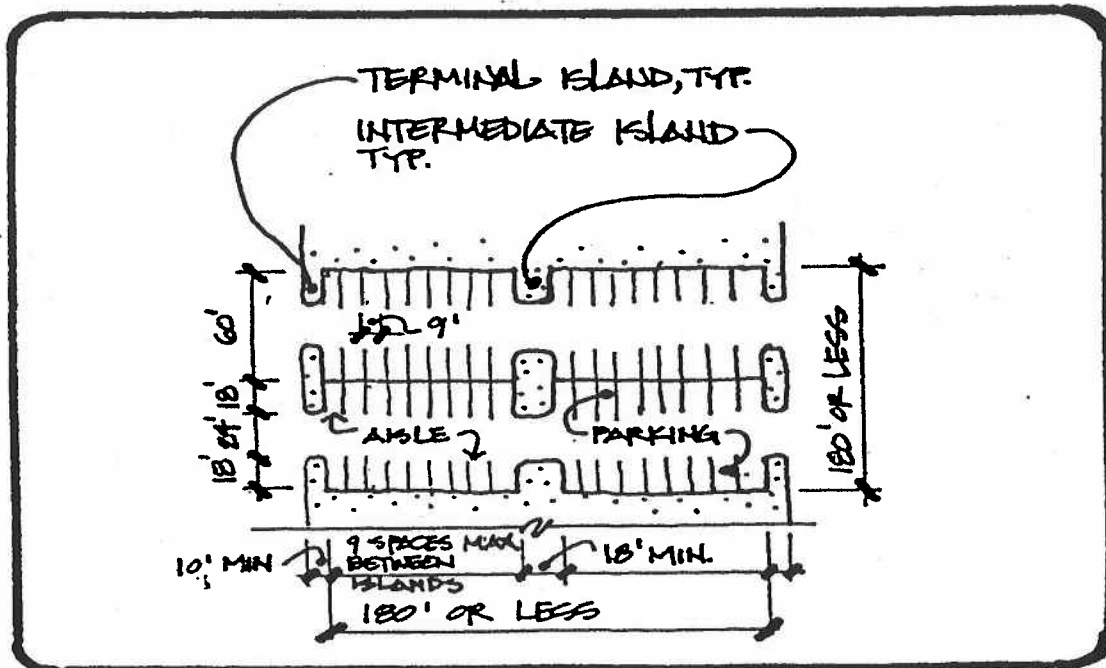 TERMINAL ISLAND, TYP.
INTERMEDIATE ISLAND
TYP.
9'
60'
18'
24'
18'
180' OR LESS
AISLE
PARKING
10' MIN
9 SPACES MAX
BETWEEN
ISLANDS
18' MIN.
180' OR LESS